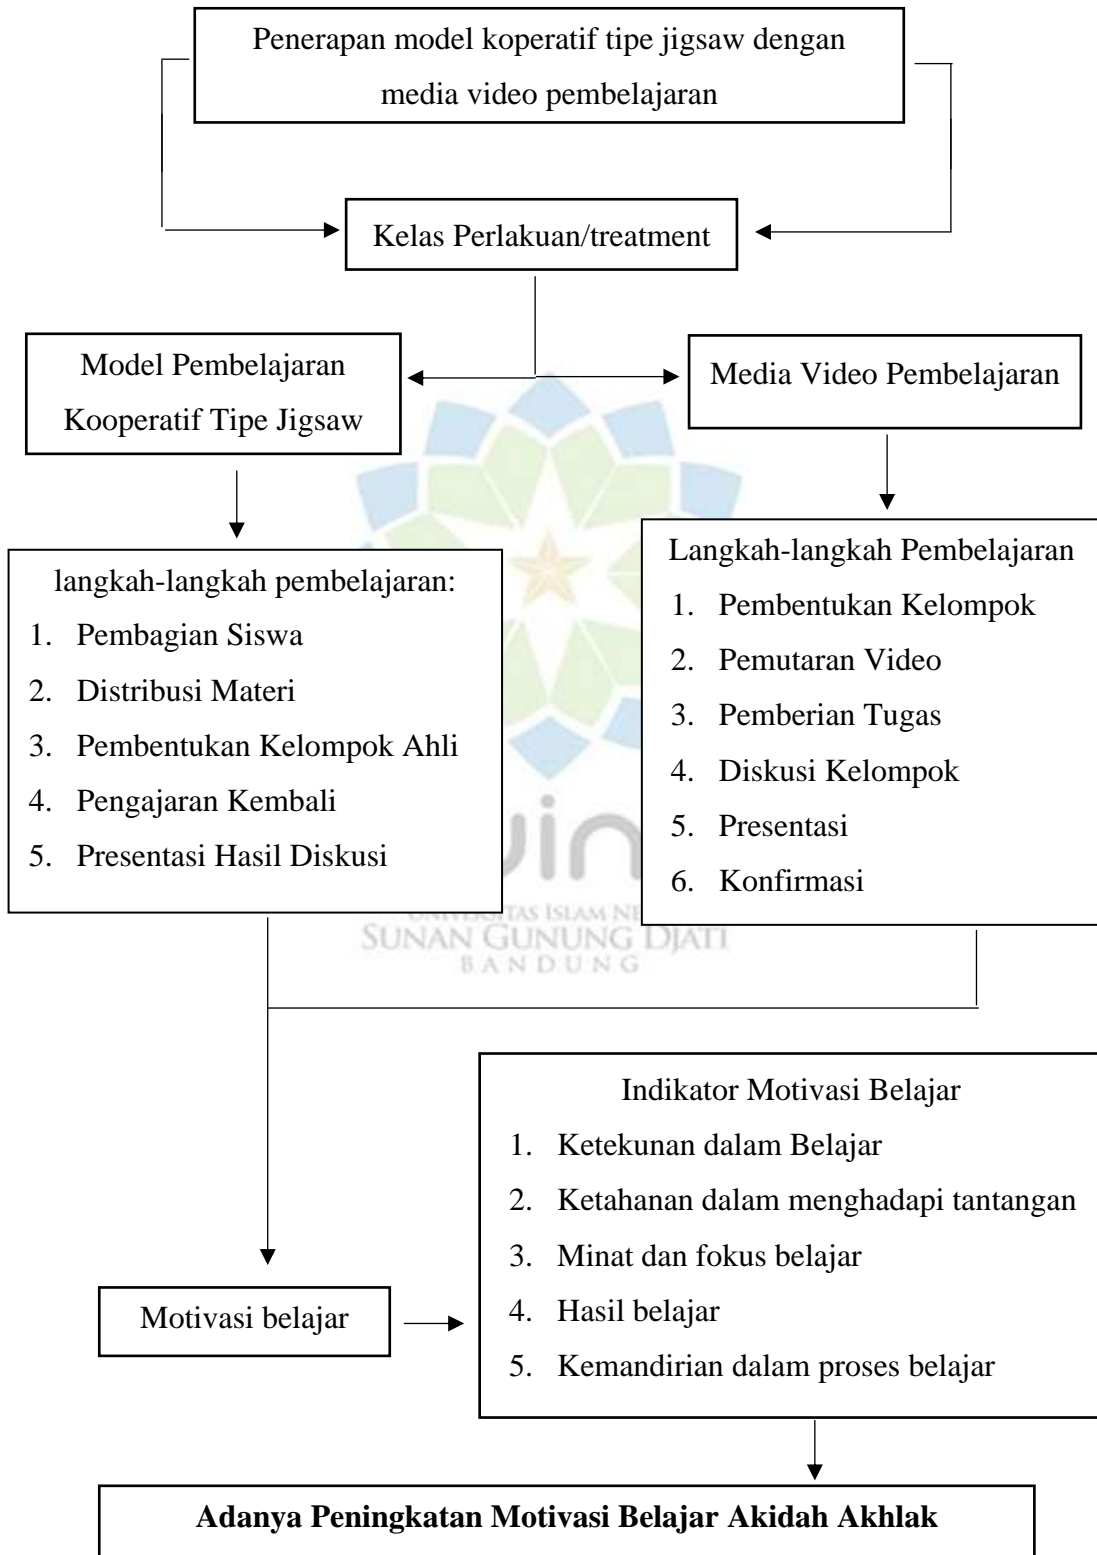 Penerapan model koperatif tipe jigsaw dengan
media video pembelajaran
Kelas Perlakuan/treatment
Model Pembelajaran
Kooperatif Tipe Jigsaw
Media Video Pembelajaran
langkah-langkah pembelajaran:
1. Pembagian Siswa
2. Distribusi Materi
3. Pembentukan Kelompok Ahli
4. Pengajaran Kembali
5. Presentasi Hasil Diskusi
Langkah-langkah Pembelajaran
1. Pembentukan Kelompok
2. Pemutaran Video
3. Pemberian Tugas
4. Diskusi Kelompok
5. Presentasi
6. Konfirmasi
ISLAM
SUNAN GUNUNG DJATI
BANDUNG
Indikator Motivasi Belajar
1. Ketekunan dalam Belajar
2. Ketahanan dalam menghadapi tantangan
3. Minat dan fokus belajar
4. Hasil belajar
5. Kemandirian dalam proses belajar
Motivasi belajar
Adanya Peningkatan Motivasi Belajar Akidah Akhlak